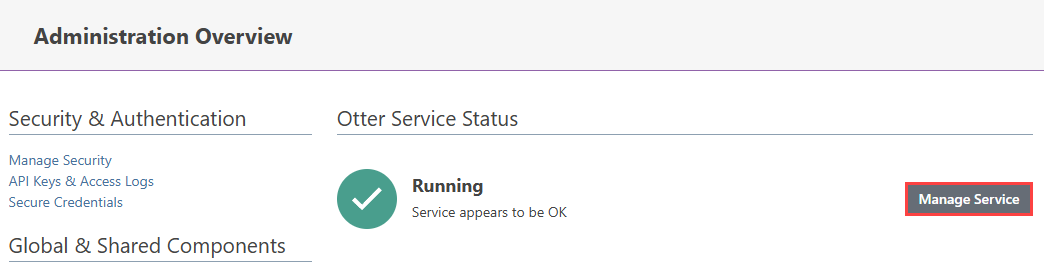 Administration Overview
Security & Authentication
Manage Security
API Keys & Access Logs
Secure Credentials
Global & Shared Components
Otter Service Status
Running
Service appears to be OK
Manage Service